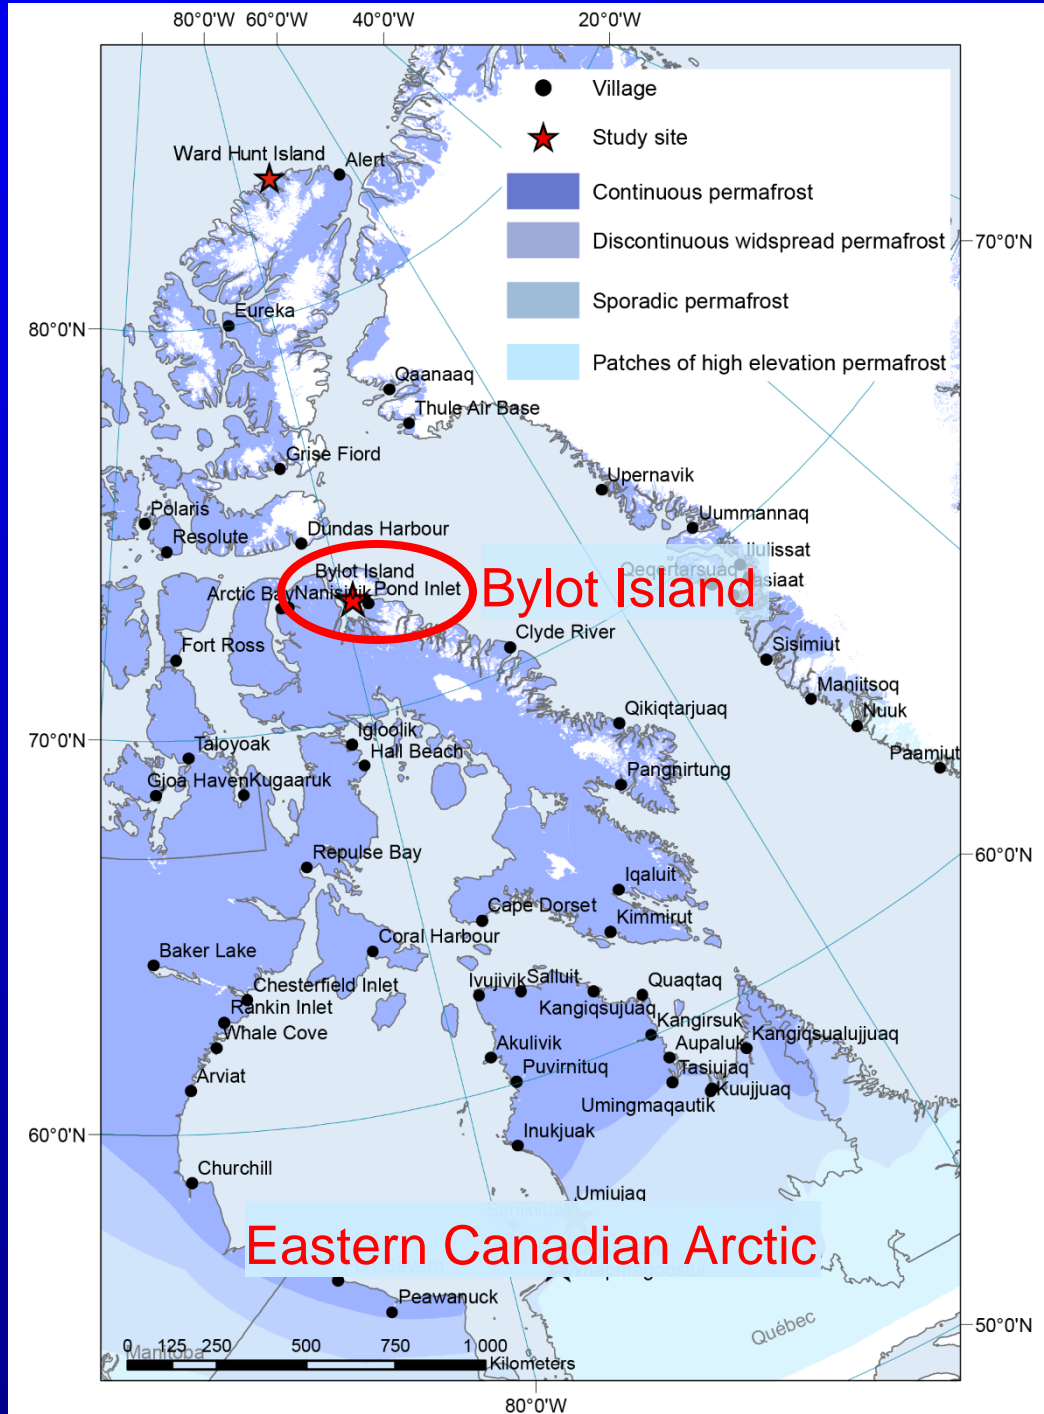 80°0'W 60°0'W 40°0'W 20°0'W
Village
Study site
Continuous permafrost
Discontinuous widspread permafrost
Sporadic permafrost
Patches of high elevation permafrost
Ward Hunt Island
Alert
70°0'N
80°0'N
Eureka
Qaanaaq
Thule Air Base
Grise Fiord
Upernavik
Polaris
Resolute
Dundas Harbour
Uummannaq
Ilulissat
Qeqertarsuaq
Bylot Island
Bylot Island
Arctic Bay
Nanisivik
Pond Inlet
Clyde River
Fort Ross
Sisimiut
Maniitsoq
Nuuk
Paamiut
Qikiqtarjuaq
70°0'N
Taloyoak
Igloolik
Hall Beach
Gjoa Haven
Kugaaruk
Pangnirtung
Repulse Bay
60°0'N
Iqaluit
Cape Dorset
Kimmirut
Coral Harbour
Baker Lake
Chesterfield Inlet
Rankin Inlet
Whale Cove
Ivujivik
Salluit
Quaqtaq
Kangiqsujuaq
Kangirsuk
Akulivik
Aupaluk
Kangiqsualujjuaq
Arviat
Puvirnituq
Tasiujaq
Kuujjuaq
Umingmaqautik
60°0'N
Inukjuak
Churchill
Umiujaq
Eastern Canadian Arctic
Peawanuck
Québec
50°0'N
Manitoba
0 125 250 500 750 1 000
Kilometers
80°0'W